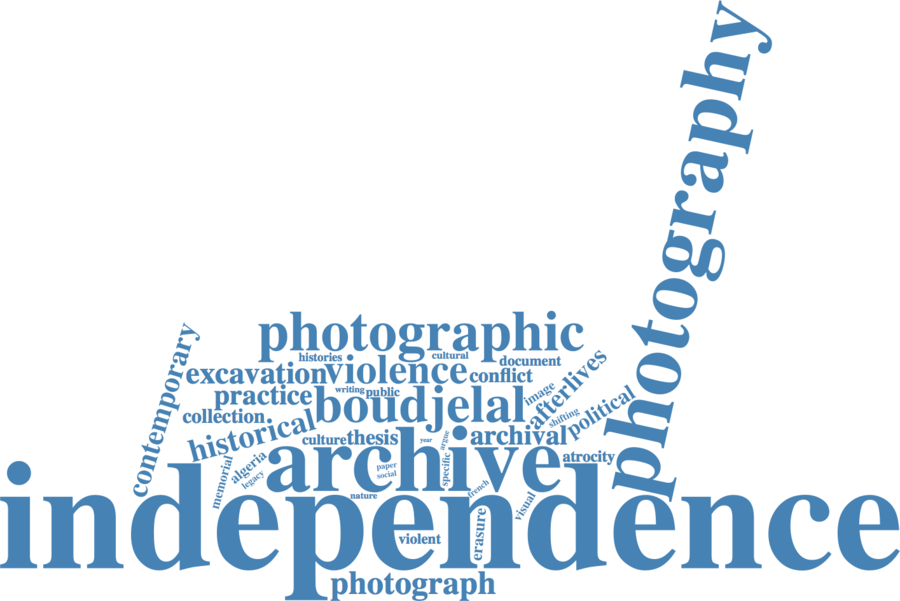 photography
photographic
contemporary
histories
cultural
document
excavation
violence
conflict
afterlives
practice
writing
public
image
boudjelal
shifting
political
collection
historical
culture
thesis
year
argue
archival
archive
atrocity
memorial
algeria
legacy
paper
social
specific
french
nature
independence
visual
erasure
violent
photograph